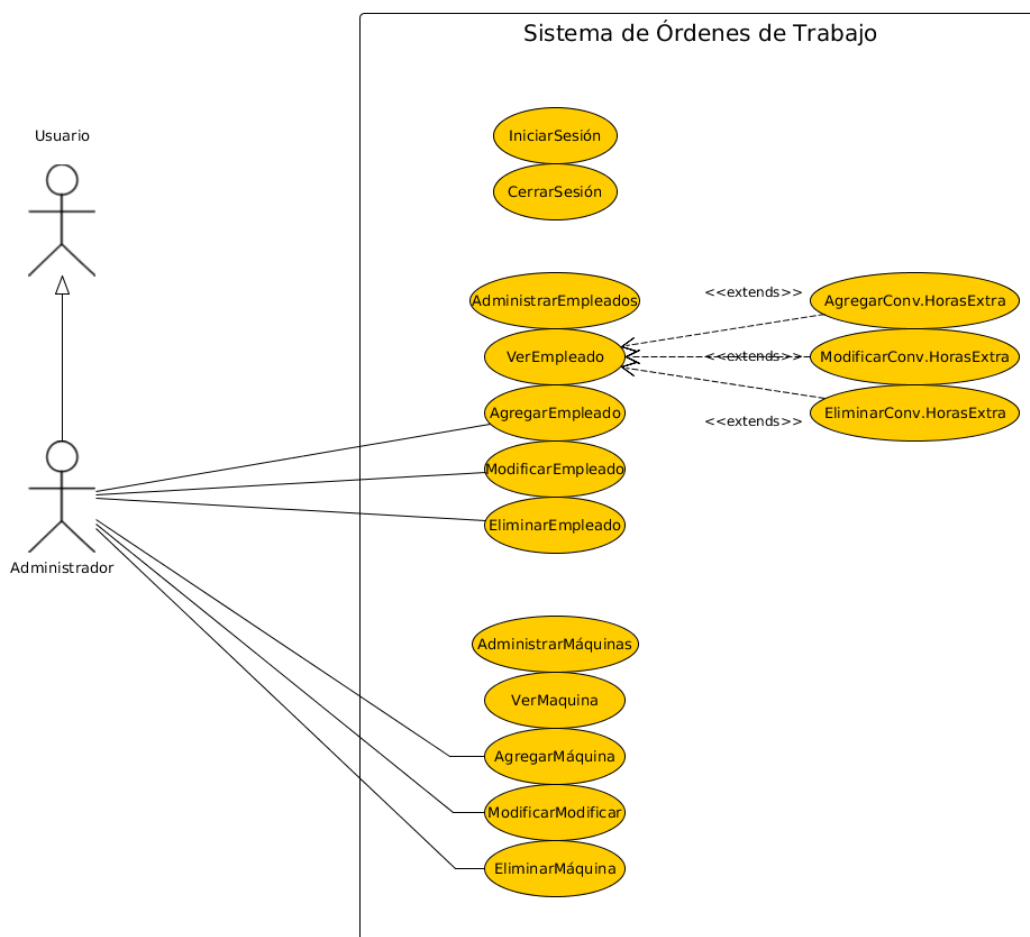 Sistema de Órdenes de Trabajo
Usuario
IniciarSesión
CerrarSesión
AdministrarEmpleados
<<extends>>
AgregarConv.HorasExtra
VerEmpleado
<<extends>>
ModificarConv.HorasExtra
AgregarEmpleado
<<extends>>
EliminarConv.HorasExtra
ModificarEmpleado
EliminarEmpleado
Administrador
AdministrarMáquinas
VerMaquina
AgregarMáquina
ModificarModificar
EliminarMáquina